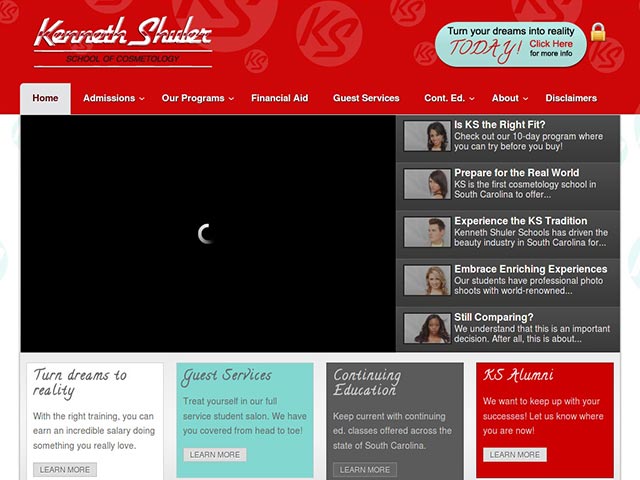 Kenneth Shuler
SCHOOL OF COSMETOLOGY
Turn your dreams into reality
TODAY! Click Here
for more info
Home Admissions Our Programs Financial Aid Guest Services Cont. Ed. About Disclaimers
Is KS the Right Fit?
Check out our 10-day program where
you can try before you buy!
Prepare for the Real World
KS is the first cosmetology school in
South Carolina to offer...
Experience the KS Tradition
Kenneth Shuler Schools has driven the
beauty industry in South Carolina for...
Embrace Enriching Experiences
Our students have professional photo
shoots with world-renowned...
Still Comparing?
We understand that this is an important
decision. After all, this is about...
Turn dreams to
reality
With the right training, you can
earn an incredible salary doing
something you really love.
LEARN MORE
Guest Services
Treat yourself in our full
service student salon. We have
you covered from head to toe!
LEARN MORE
Continuing
Education
Keep current with continuing
ed. classes offered across the
state of South Carolina.
LEARN MORE
KS Alumni
We want to keep up with your
successes! Let us know where
you are now!
LEARN MORE